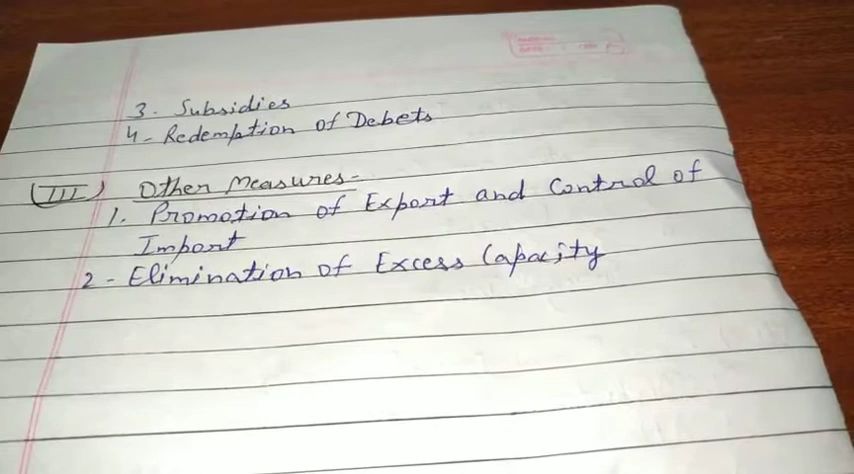 3. Subsidies
4- Redemption of Debets
(III) Other Measures-
1. Promotion of Export and Control of
Import
2- Elimination of Excess Capacity